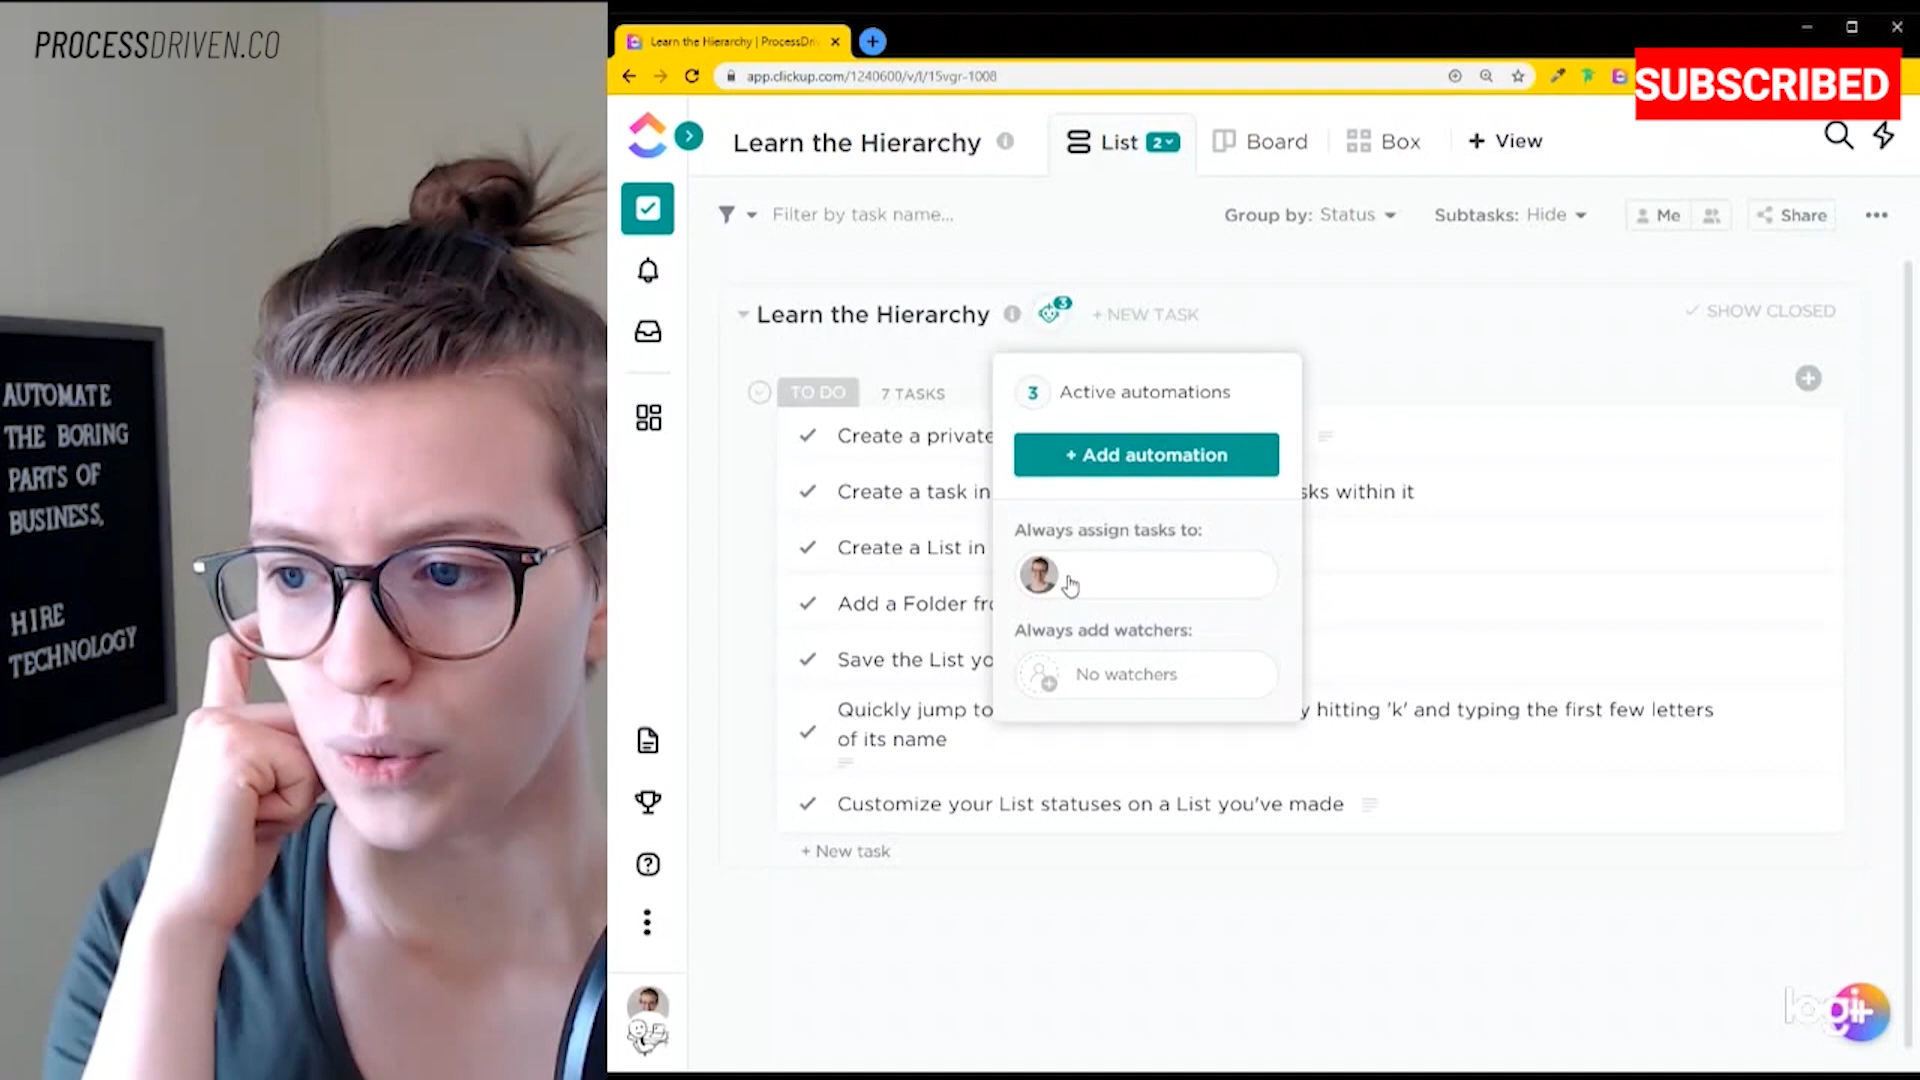 PROCESSDRIVEN.CO
AUTOMATE
THE BORING
PARTS OF
BUSINESS,
HIRE
TECHNOLOGY
Learn the Hierarchy | ProcessDri
app.clickup.com/1240600/v/l/15vgr-1008
SUBSCRIBED
Learn the Hierarchy
List 2
Board
Box
+ View
Filter by task name...
Group by: Status
Subtasks: Hide
Me
Share
Learn the Hierarchy
3
+ NEW TASK
SHOW CLOSED
TO DO
7 TASKS
3 Active automations
+ Add automation
Always assign tasks to:
Always add watchers:
No watchers
Create a private
Create a task in
sks within it
Create a List in
Add a Folder fro
Save the List yo
Quickly jump to
y hitting 'k' and typing the first few letters
of its name
Customize your List statuses on a List you've made
+ New task
logit